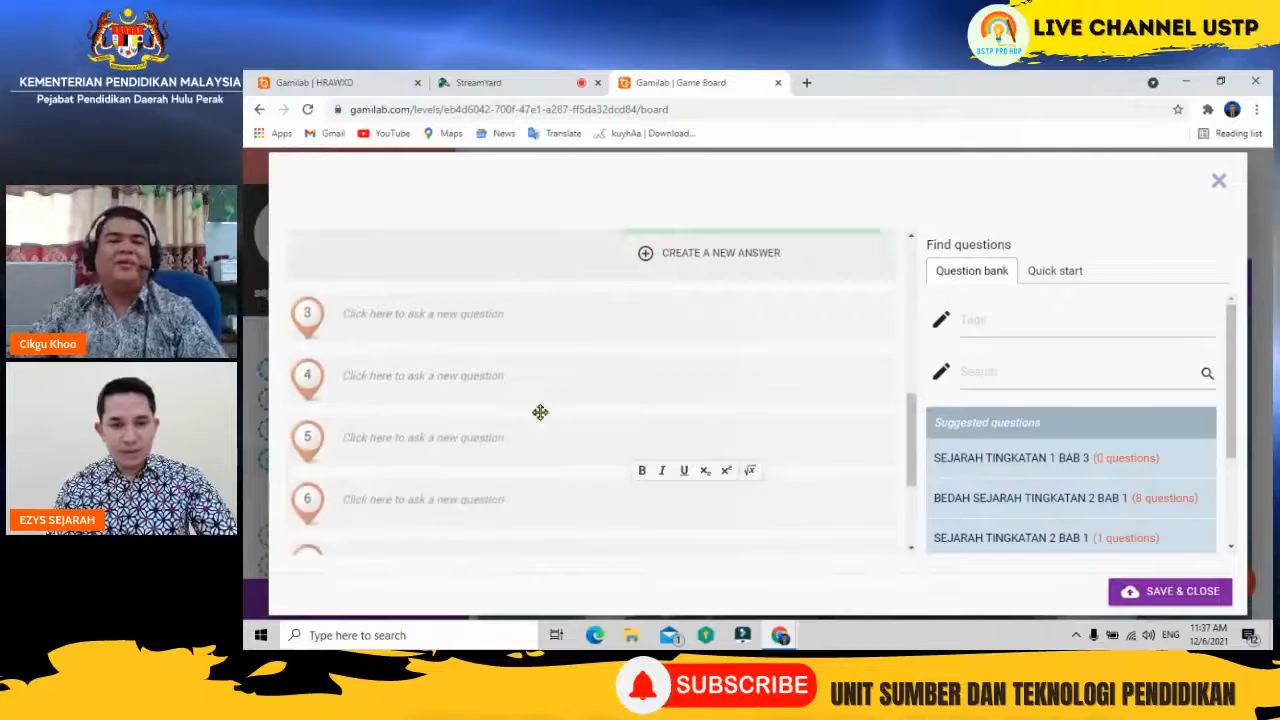 KEMENTERIAN PENDIDIKAN MALAYSIA
Pejabat Pendidikan Daerah Hulu Perak
USTP PPD HUP
LIVE CHANNEL USTP
Gamilab | HRAWXD
StreamYard
Gamilab | Game Board
gamilab.com/levels/eb4d6042-700f-47e1-a287-ff5da32dcd84/board
Apps
Gmail
YouTube
Maps
News
Translate
kuyhAa | Download...
Reading list
CREATE A NEW ANSWER
3 Click here to ask a new question
4 Click here to ask a new question
5 Click here to ask a new question
B I U x₂ x² √x
6 Click here to ask a new question
Find questions
Question bank
Quick start
Tags
Search
Suggested questions
SEJARAH TINGKATAN 1 BAB 3 (0 questions)
BEDAH SEJARAH TINGKATAN 2 BAB 1 (8 questions)
SEJARAH TINGKATAN 2 BAB 1 (1 questions)
SAVE & CLOSE
Cikgu Khoo
EZYS SEJARAH
Type here to search
ENG
11:37 AM
12/6/2021
SUBSCRIBE
UNIT SUMBER DAN TEKNOLOGI PENDIDIKAN